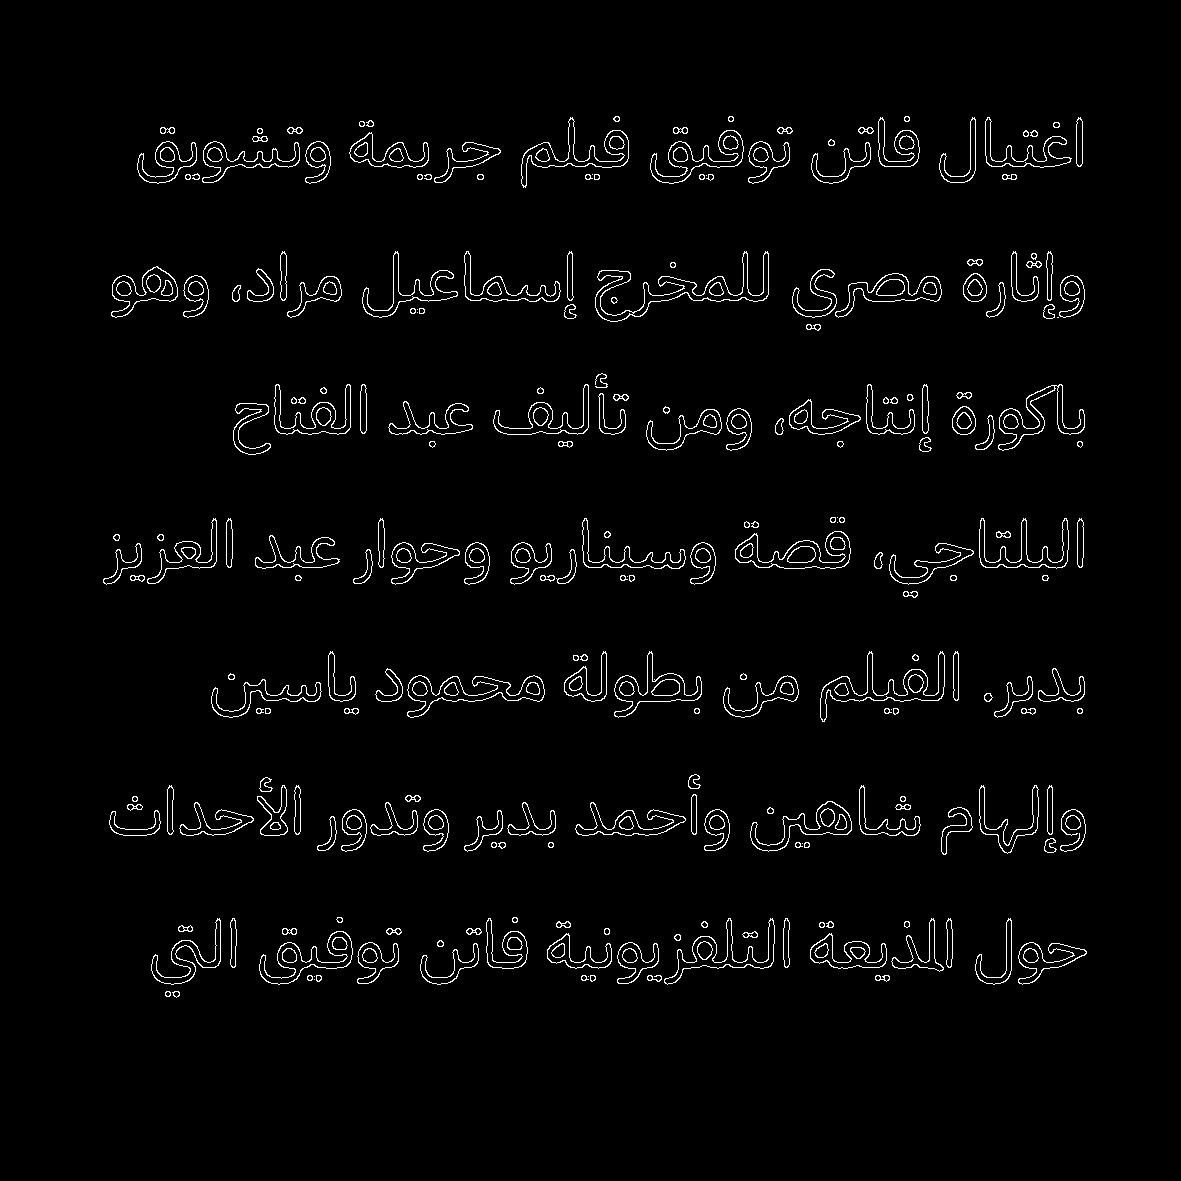 اغتيال فاتن توفيق فيلم جريمة وتشويق
وإثارة مصري للمخرج إسماعيل مراد، وهو
باكورة إنتاجه، ومن تأليف عبد الفتاح
البلتاجي، قصة وسيناريو وحوار عبد العزيز
بدير. الفيلم من بطولة محمود ياسين
وإلهام شاهين وأحمد بدير وتدور الأحداث
حول المذيعة التلفزيونية فاتن توفيق التي